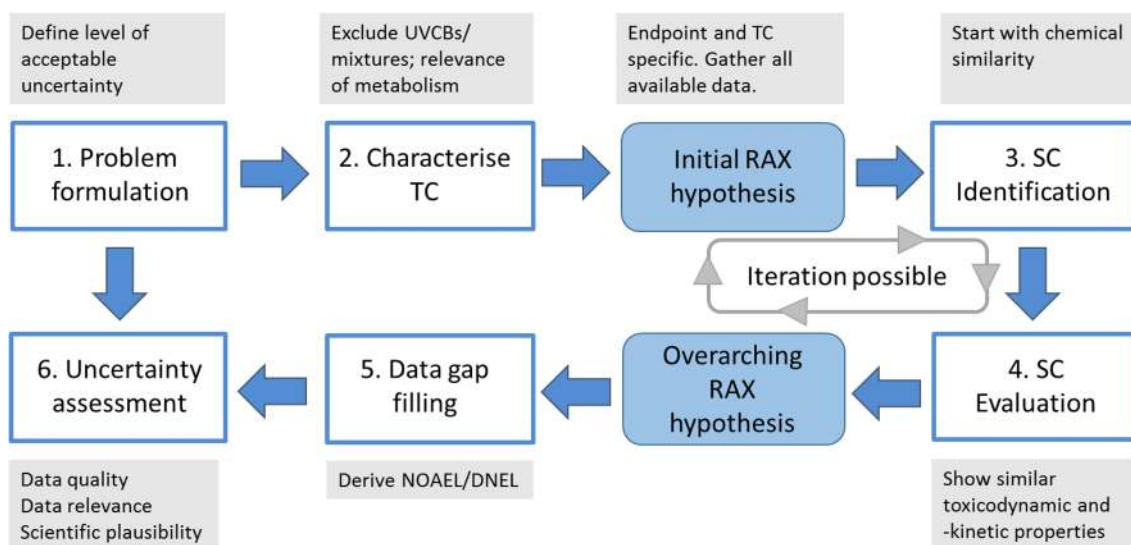 Define level of
acceptable
uncertainty
Exclude UVCBs/
mixtures; relevance
of metabolism
Endpoint and TC
specific. Gather all
available data.
Start with chemical
similarity
1. Problem
formulation
2. Characterise
TC
Initial RAX
hypothesis
3. SC
Identification
Iteration possible
6. Uncertainty
assessment
5. Data gap
filling
Overarching
RAX
hypothesis
4. SC
Evaluation
Data quality
Data relevance
Scientific plausibility
Derive NOAEL/DNEL
Show similar
toxicodynamic and
-kinetic properties